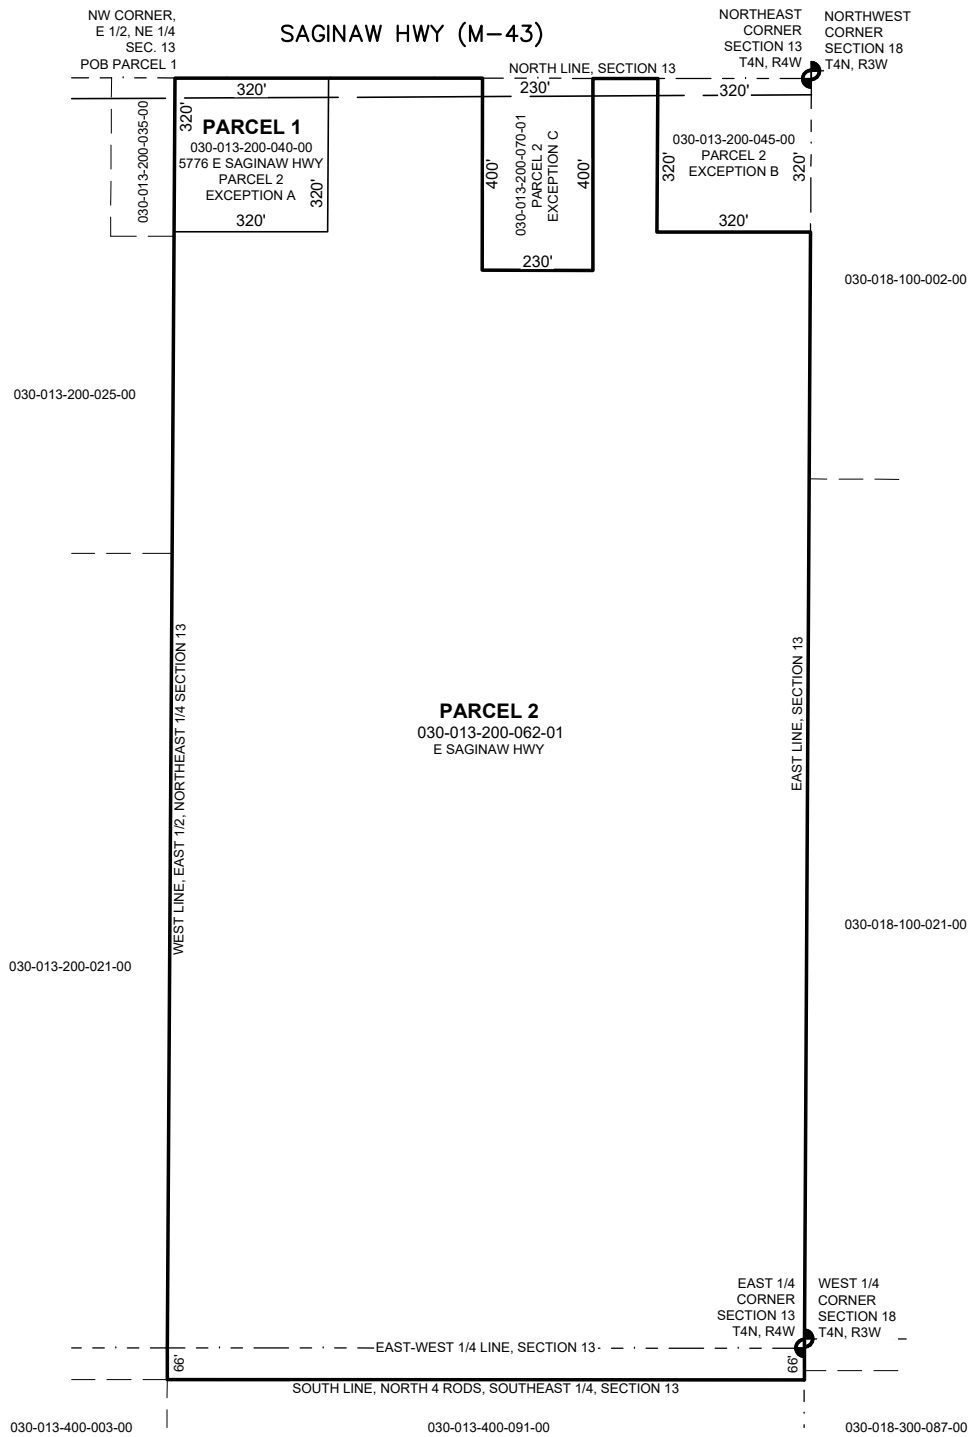 NW CORNER,
E 1/2, NE 1/4
SEC. 13
POB PARCEL 1
SAGINAW HWY (M-43)
NORTHEAST
CORNER
SECTION 13
T4N, R4W
NORTHWEST
CORNER
SECTION 18
T4N, R3W
NORTH LINE, SECTION 13
320'
230'
320'
030-013-200-035-00
320'
PARCEL 1
030-013-200-040-00
5776 E SAGINAW HWY
PARCEL 2
EXCEPTION A
320'
320'
400'
030-013-200-070-01
PARCEL 2
EXCEPTION C
400'
230'
320'
030-013-200-045-00
PARCEL 2
EXCEPTION B
320'
320'
030-018-100-002-00
030-013-200-025-00
WEST LINE, EAST 1/2, NORTHEAST 1/4 SECTION 13
EAST LINE, SECTION 13
PARCEL 2
030-013-200-062-01
E SAGINAW HWY
030-018-100-021-00
030-013-200-021-00
EAST 1/4
CORNER
SECTION 13
T4N, R4W
WEST 1/4
CORNER
SECTION 18
T4N, R3W
EAST-WEST 1/4 LINE, SECTION 13
66'
66'
SOUTH LINE, NORTH 4 RODS, SOUTHEAST 1/4, SECTION 13
030-013-400-003-00
030-013-400-091-00
030-018-300-087-00